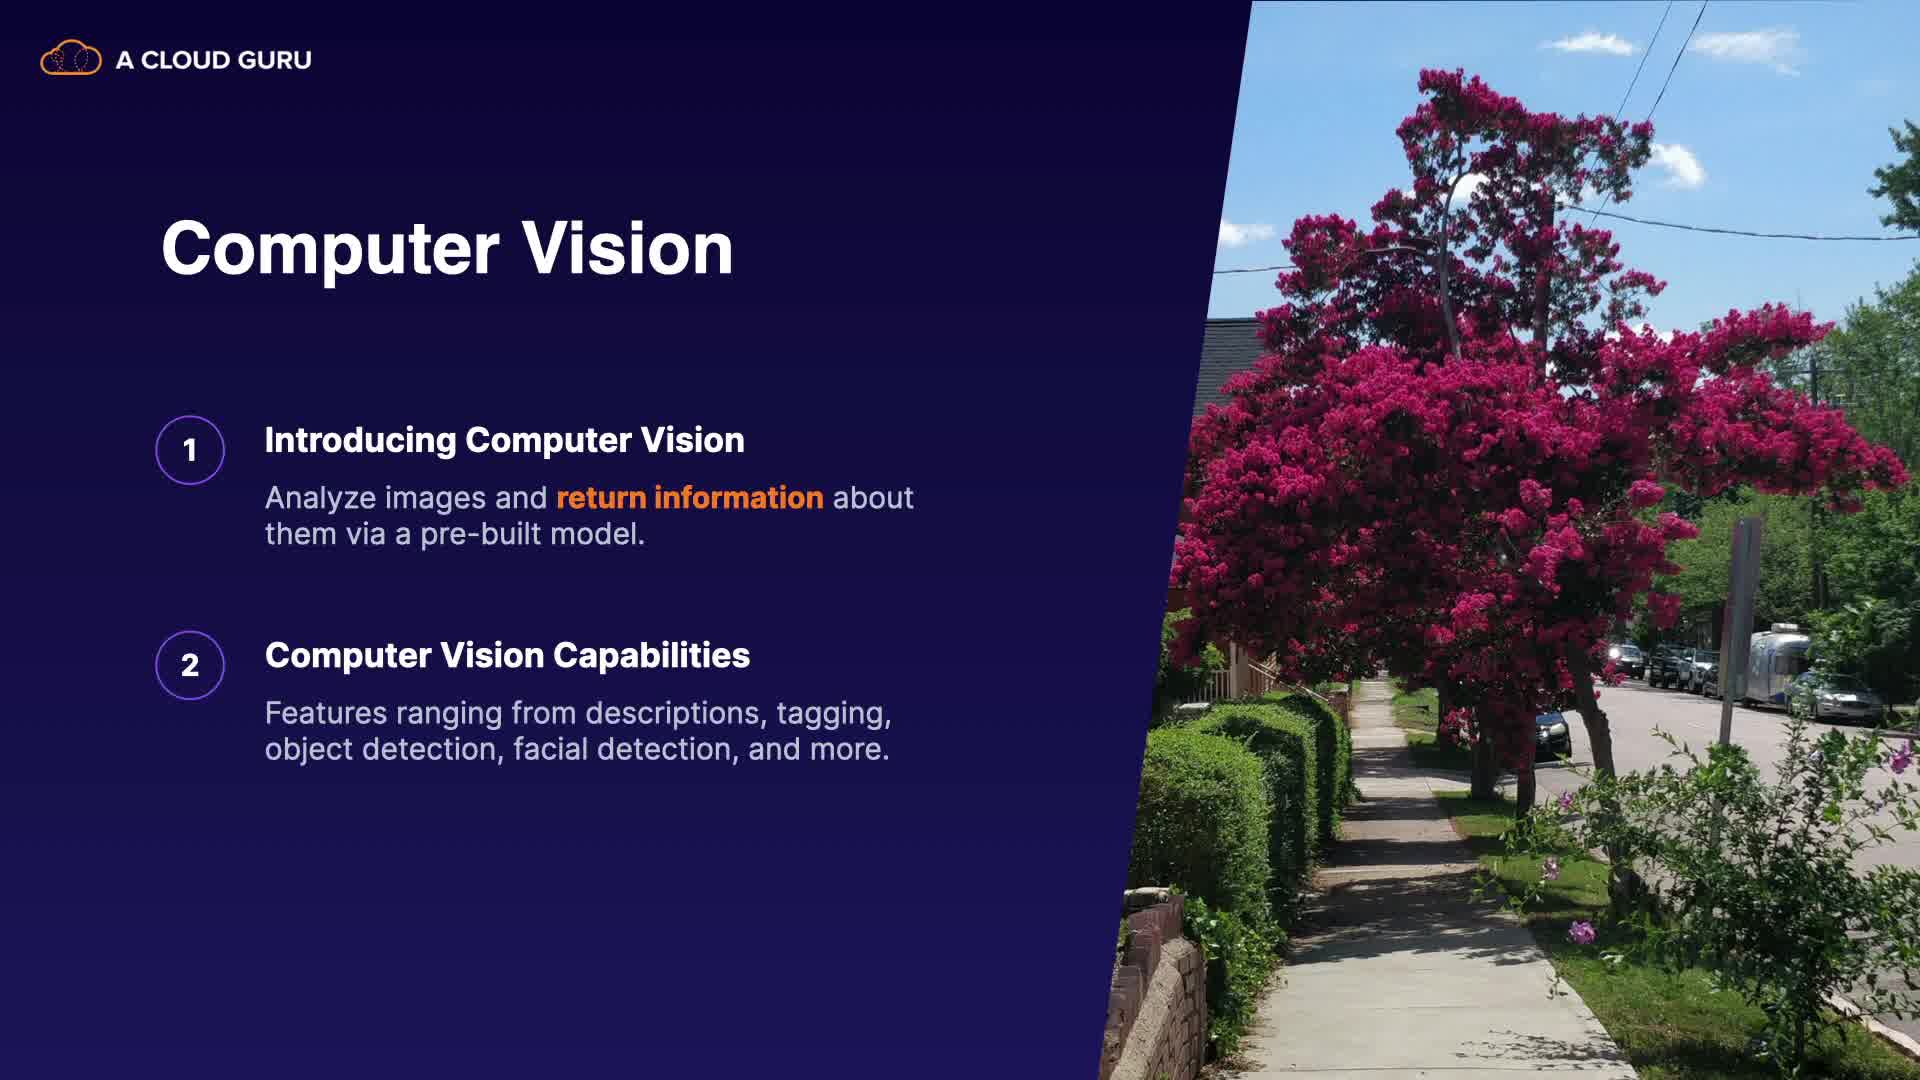 A CLOUD GURU
Computer Vision
1
Introducing Computer Vision
Analyze images and return information about
them via a pre-built model.
2
Computer Vision Capabilities
Features ranging from descriptions, tagging,
object detection, facial detection, and more.